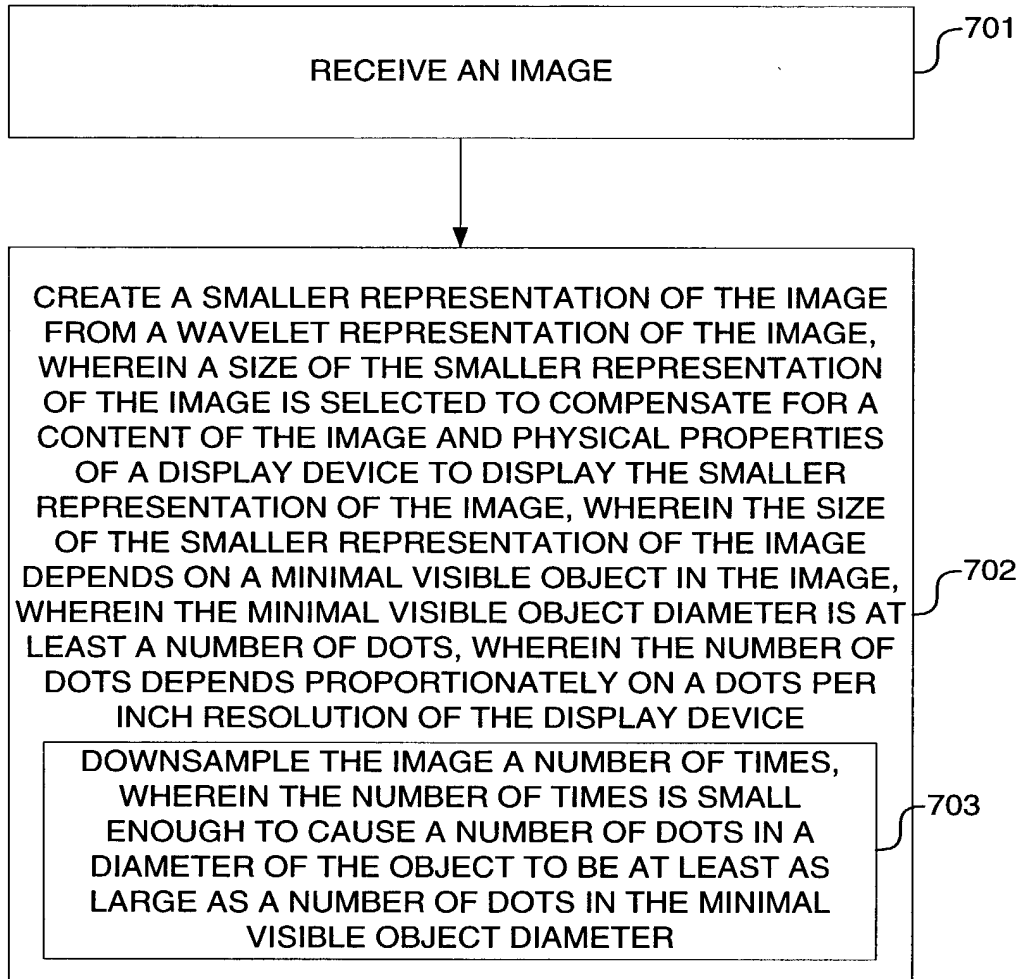 RECEIVE AN IMAGE
701
CREATE A SMALLER REPRESENTATION OF THE IMAGE
FROM A WAVELET REPRESENTATION OF THE IMAGE,
WHEREIN A SIZE OF THE SMALLER REPRESENTATION
OF THE IMAGE IS SELECTED TO COMPENSATE FOR A
CONTENT OF THE IMAGE AND PHYSICAL PROPERTIES
OF A DISPLAY DEVICE TO DISPLAY THE SMALLER
REPRESENTATION OF THE IMAGE, WHEREIN THE SIZE
OF THE SMALLER REPRESENTATION OF THE IMAGE
DEPENDS ON A MINIMAL VISIBLE OBJECT IN THE IMAGE,
WHEREIN THE MINIMAL VISIBLE OBJECT DIAMETER IS AT
LEAST A NUMBER OF DOTS, WHEREIN THE NUMBER OF
DOTS DEPENDS PROPORTIONATELY ON A DOTS PER
INCH RESOLUTION OF THE DISPLAY DEVICE
702
DOWNSAMPLE THE IMAGE A NUMBER OF TIMES,
WHEREIN THE NUMBER OF TIMES IS SMALL
ENOUGH TO CAUSE A NUMBER OF DOTS IN A
DIAMETER OF THE OBJECT TO BE AT LEAST AS
LARGE AS A NUMBER OF DOTS IN THE MINIMAL
VISIBLE OBJECT DIAMETER
703